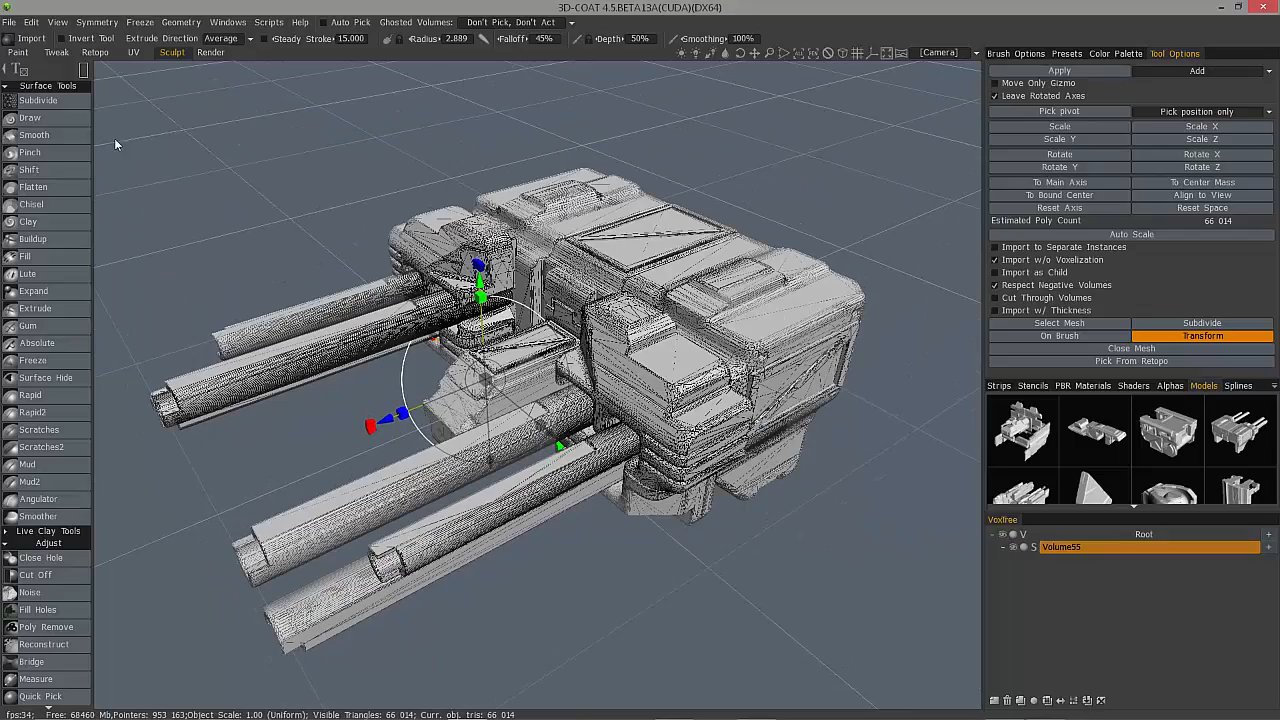 3D-COAT 4.5.BETA13A(CUDA)(DX64)
File Edit View Symmetry Freeze Geometry Windows Scripts Help Auto Pick Ghosted Volumes: Don't Pick, Don't Act
Import Invert Tool Extrude Direction Average Steady Stroke: 15.000 Radius: 2.889 Falloff: 45% Depth: 50% Smoothing: 100%
Paint Tweak Retopo UV Sculpt Render [Camera]
Brush Options Presets Color Palette Tool Options
Surface Tools
Subdivide
Draw
Smooth
Pinch
Shift
Flatten
Chisel
Clay
Buildup
Fill
Lute
Expand
Extrude
Gum
Absolute
Freeze
Surface Hide
Rapid
Rapid2
Scratches
Scratches2
Mud
Mud2
Angulator
Smoother
Live Clay Tools
Adjust
Close Hole
Cut Off
Noise
Fill Holes
Poly Remove
Reconstruct
Bridge
Measure
Quick Pick
Apply Add
Move Only Gizmo
Leave Rotated Axes
Pick pivot Pick position only
Scale Scale X
Scale Y Scale Z
Rotate Rotate X
Rotate Y Rotate Z
To Main Axis To Center Mass
To Bound Center Align to View
Reset Axis Reset Space
Estimated Poly Count 66 014
Auto Scale
Import to Separate Instances
Import w/o Voxelization
Import as Child
Respect Negative Volumes
Cut Through Volumes
Import w/ Thickness
Select Mesh Subdivide
On Brush Transform
Close Mesh
Pick From Retopo
Strips Stencils PBR Materials Shaders Alphas Models Splines
VoxTree
V Root +
S Volume55 +
fps:34; Free: 68460 Mb,Pointers: 953 163;Object Scale: 1.00 (Uniform); Visible Triangles: 66 014; Curr. obj. tris: 66 014;